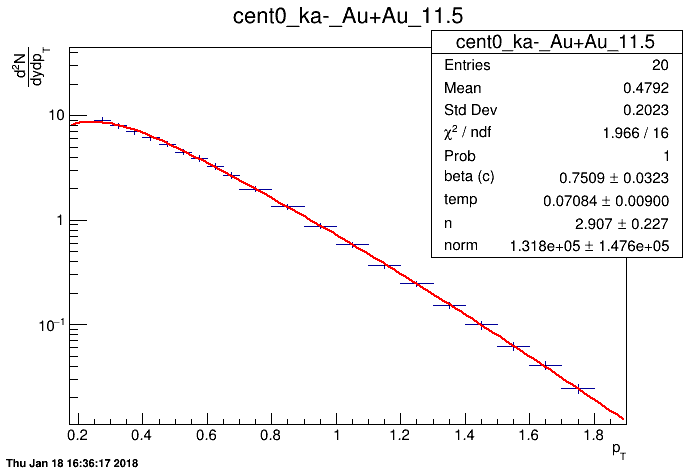 cent0_ka-_Au+Au_11.5
d²N
dydp_T
cent0_ka-_Au+Au_11.5
Entries 20
Mean 0.4792
Std Dev 0.2023
χ² / ndf 1.966 / 16
Prob 1
beta (c) 0.7509 ± 0.0323
temp 0.07084 ± 0.00900
n 2.907 ± 0.227
norm 1.318e+05 ± 1.476e+05
10
1
10⁻¹
0.2 0.4 0.6 0.8 1 1.2 1.4 1.6 1.8
p_T
Thu Jan 18 16:36:17 2018